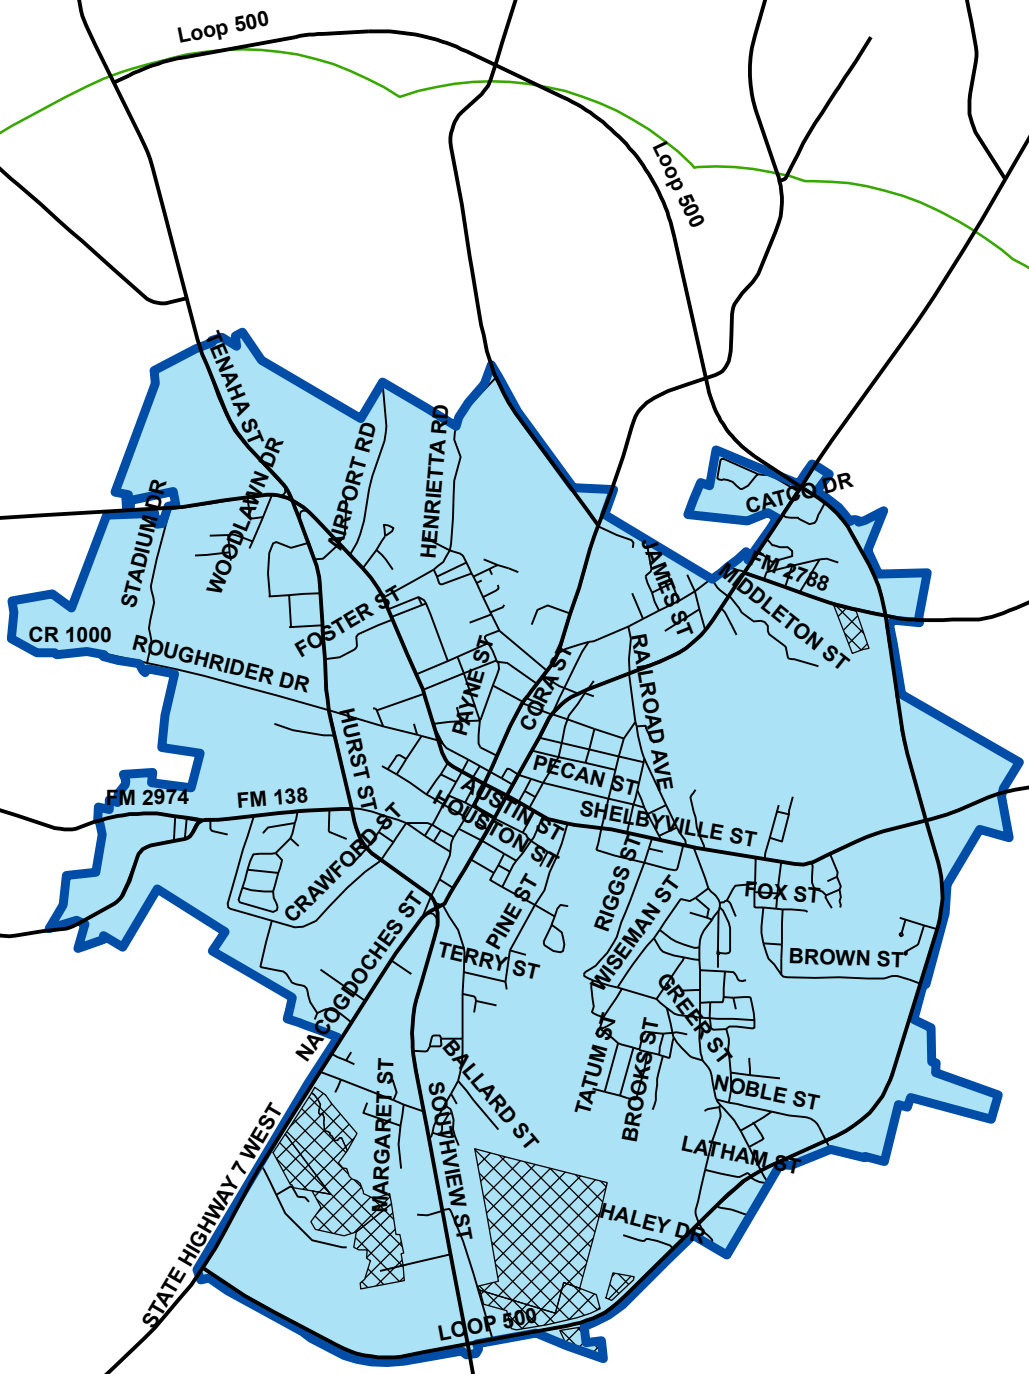 Loop 500
Loop 500
TENAHA ST
WOODLAWN DR
AIRPORT RD
HENRIETTA RD
STADIUM DR
CATCO DR
FM 2788
JAMES ST
MIDDLETON ST
FOSTER ST
CR 1000
ROUGHRIDER DR
PAYNE ST
CORA ST
RALROAD AVE
HURST ST
PECAN ST
FM 2974
FM 138
AUSTIN ST
HOUSTON ST
SHELBYVILLE ST
CRAWFORD ST
RIGGS ST
FOX ST
PINE ST
WISEMAN ST
NACOGDOCHES ST
TERRY ST
BROWN ST
GREER ST
TATUM ST
BROOKS ST
BALLARD ST
NOBLE ST
MARGARET ST
SOUTHVIEW ST
LATHAM ST
STATE HIGHWAY 7 WEST
HALEY DR
LOOP 500